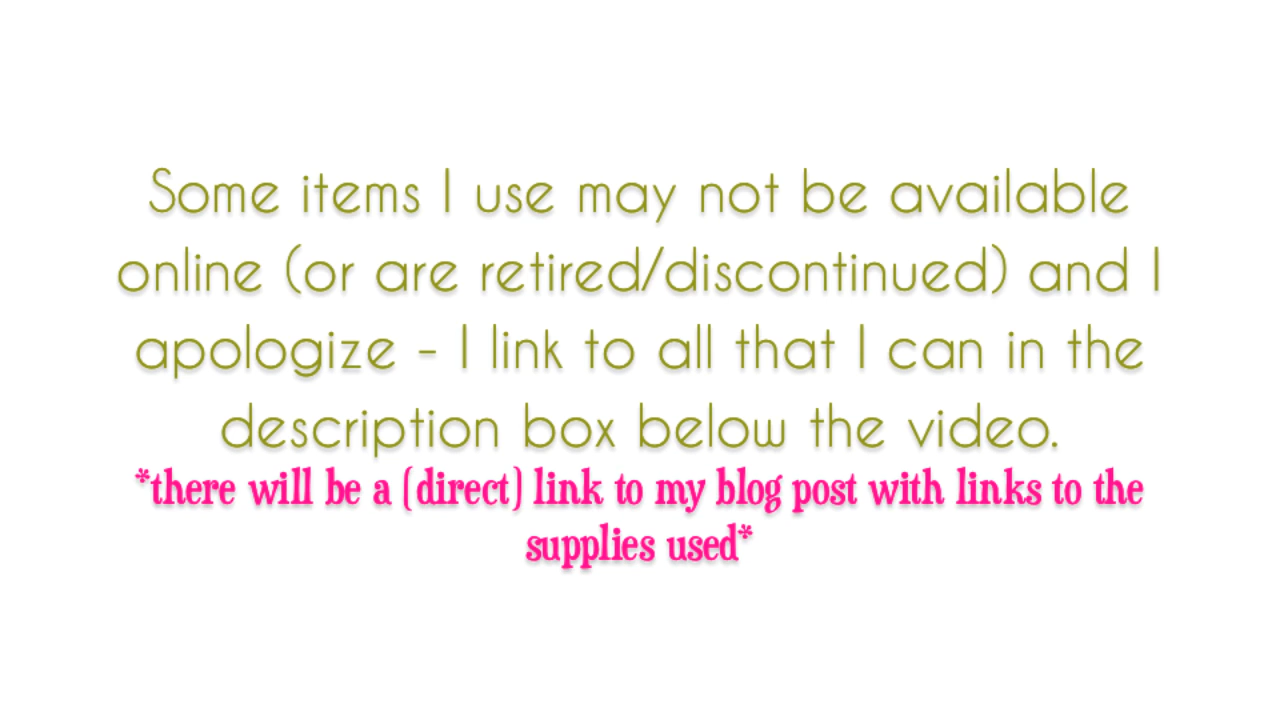 Some items I use may not be available
online (or are retired/discontinued) and I
apologize - I link to all that I can in the
description box below the video.
*there will be a (direct) link to my blog post with links to the
supplies used*